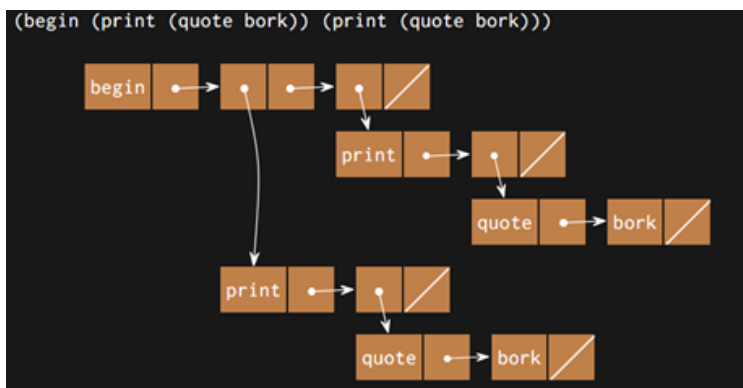 (begin (print (quote bork)) (print (quote bork)))
begin
print
quote bork
print
quote bork